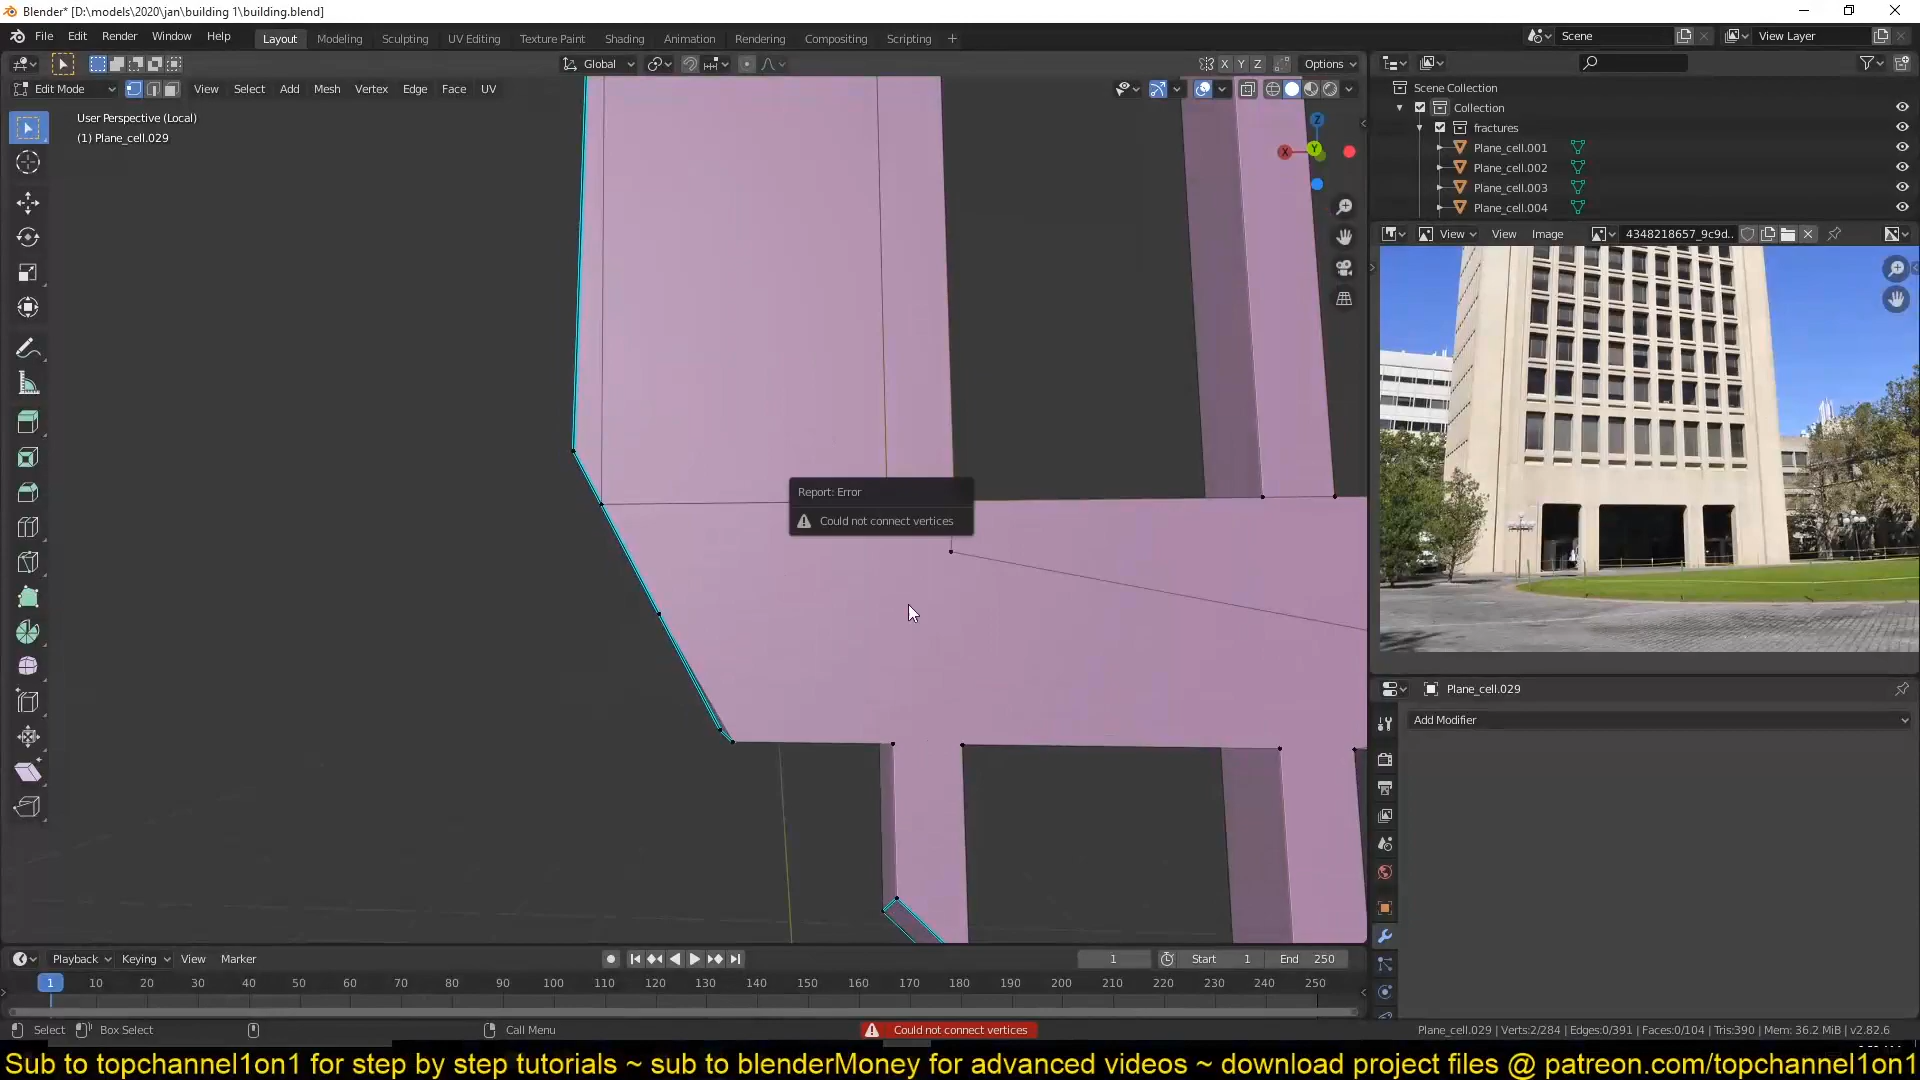 Blender* [D:\models\2020\jan\building 1\building.blend]
File Edit Render Window Help Layout Modeling Sculpting UV Editing Texture Paint Shading Animation Rendering Compositing Scripting + Scene View Layer
Global X Y Z Options
Edit Mode View Select Add Mesh Vertex Edge Face UV
User Perspective (Local)
(1) Plane_cell.029
Z
X
Y
Scene Collection
Collection
fractures
Plane_cell.001
Plane_cell.002
Plane_cell.003
Plane_cell.004
View View Image 4348218657_9c9d..
Report: Error
Could not connect vertices
Plane_cell.029
Add Modifier
Playback Keying View Marker 1 Start 1 End 250
1 10 20 30 40 50 60 70 80 90 100 110 120 130 140 150 160 170 180 190 200 210 220 230 240 250
Select Box Select Call Menu Could not connect vertices Plane_cell.029 | Verts:2/284 | Edges:0/391 | Faces:0/104 | Tris:390 | Mem: 36.2 MiB | v2.82.6
Sub to topchannel1on1 for step by step tutorials ~ sub to blenderMoney for advanced videos ~ download project files @ patreon.com/topchannel1on1